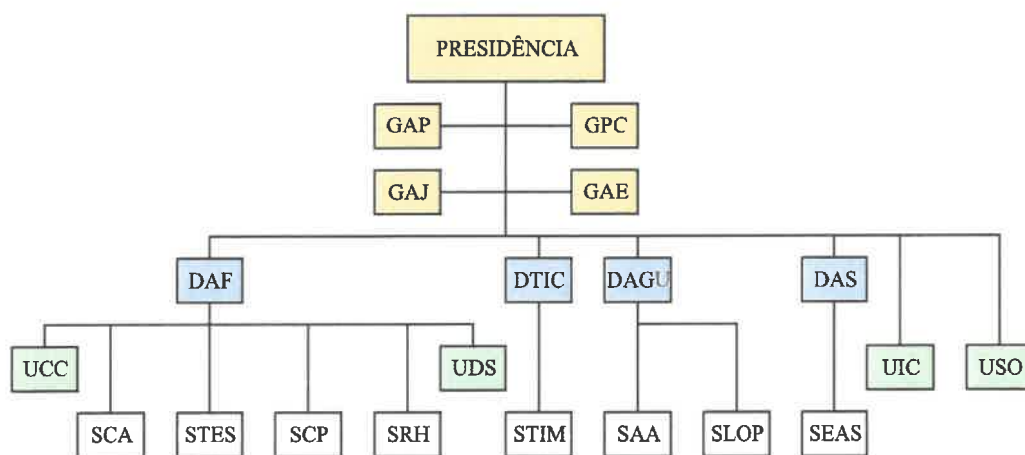 PRESIDÊNCIA
GAP
GPC
GAJ
GAE
DAF
DTIC
DAGU
DAS
UCC
UDS
UIC
USO
SCA
STES
SCP
SRH
STIM
SAA
SLOP
SEAS